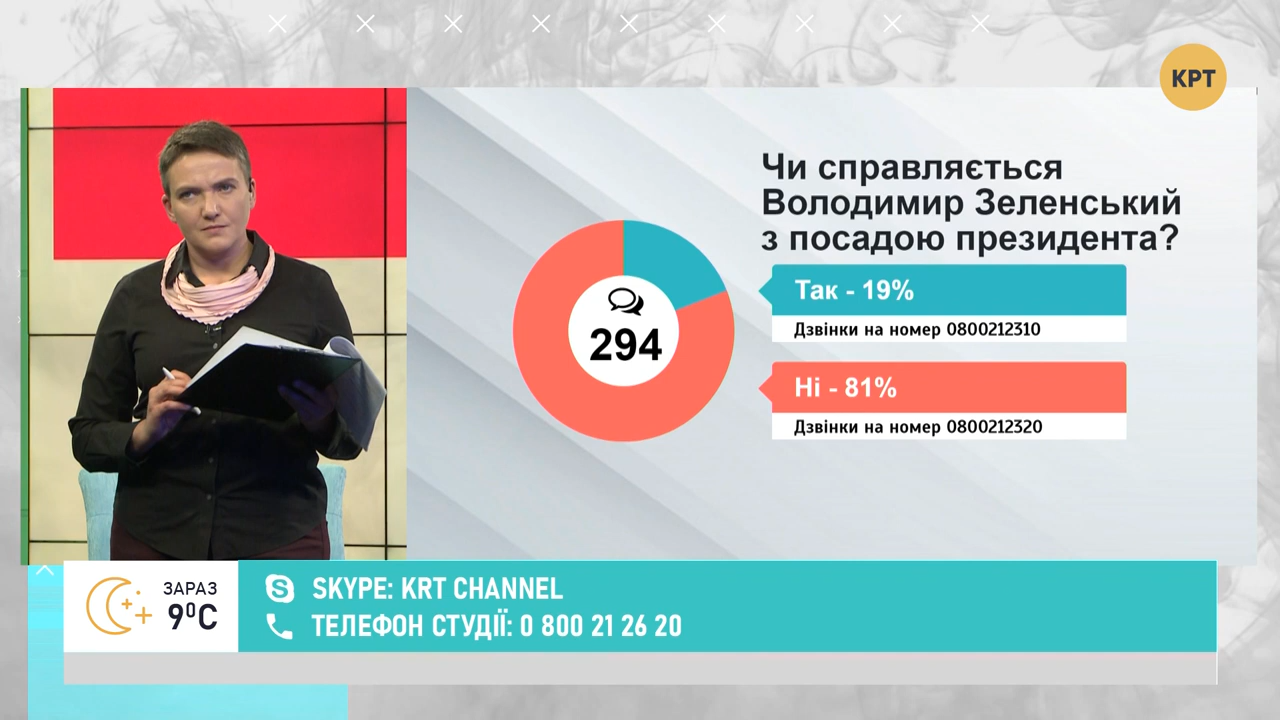 КРТ
Чи справляється
Володимир Зеленський
з посадою президента?
294
Так - 19%
Дзвінки на номер 0800212310
Ні - 81%
Дзвінки на номер 0800212320
ЗАРАЗ
9⁰C
SKYPE: KRT CHANNEL
ТЕЛЕФОН СТУДІЇ: 0 800 21 26 20